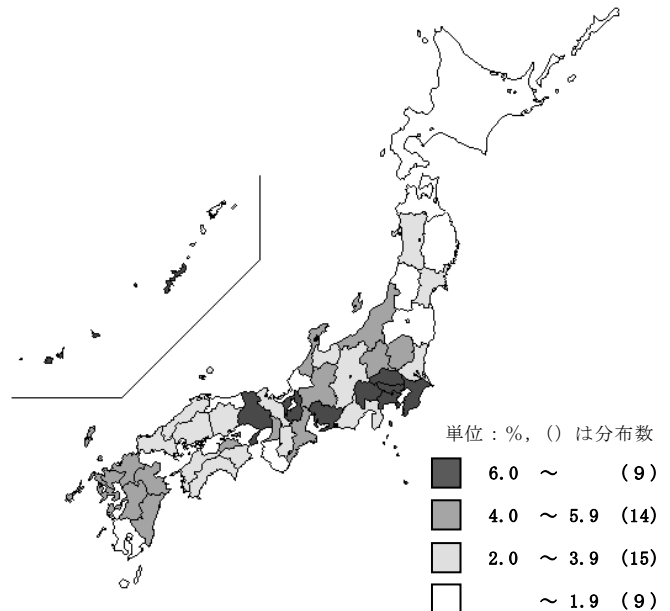 単位：%, () は分布数
6.0 ～ (9)
4.0 ～ 5.9 (14)
2.0 ～ 3.9 (15)
～ 1.9 (9)